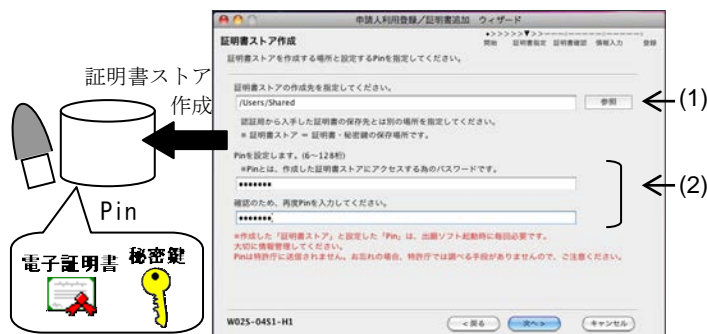 申請人利用登録/証明書追加 ウィザード
証明書ストア作成
•>>>>>▼>>-----|-----|-----|
開始 証明書指定 証明書確認 情報入力 登録
証明書ストアを作成する場所と設定するPinを指定してください。
証明書ストア
作成
証明書ストアの作成先を指定してください。
/Users/Shared
参照
(1)
認証局から入手した証明書の保存先とは別の場所を指定してください。
※ 証明書ストア = 証明書・秘密鍵の保存場所です。
Pinを設定します。(6~128桁)
※Pinとは、作成した証明書ストアにアクセスする為のパスワードです。
•••••••
(2)
確認のため、再度Pinを入力してください。
•••••••
※作成した「証明書ストア」と設定した「Pin」は、出願ソフト起動時に毎回必要です。
大切に情報管理してください。
Pinは特許庁に送信されません。お忘れの場合、特許庁では調べる手段がありませんので、ご注意ください。
Pin
電子証明書
秘密鍵
W02S-04S1-H1
<戻る
次へ>
キャンセル